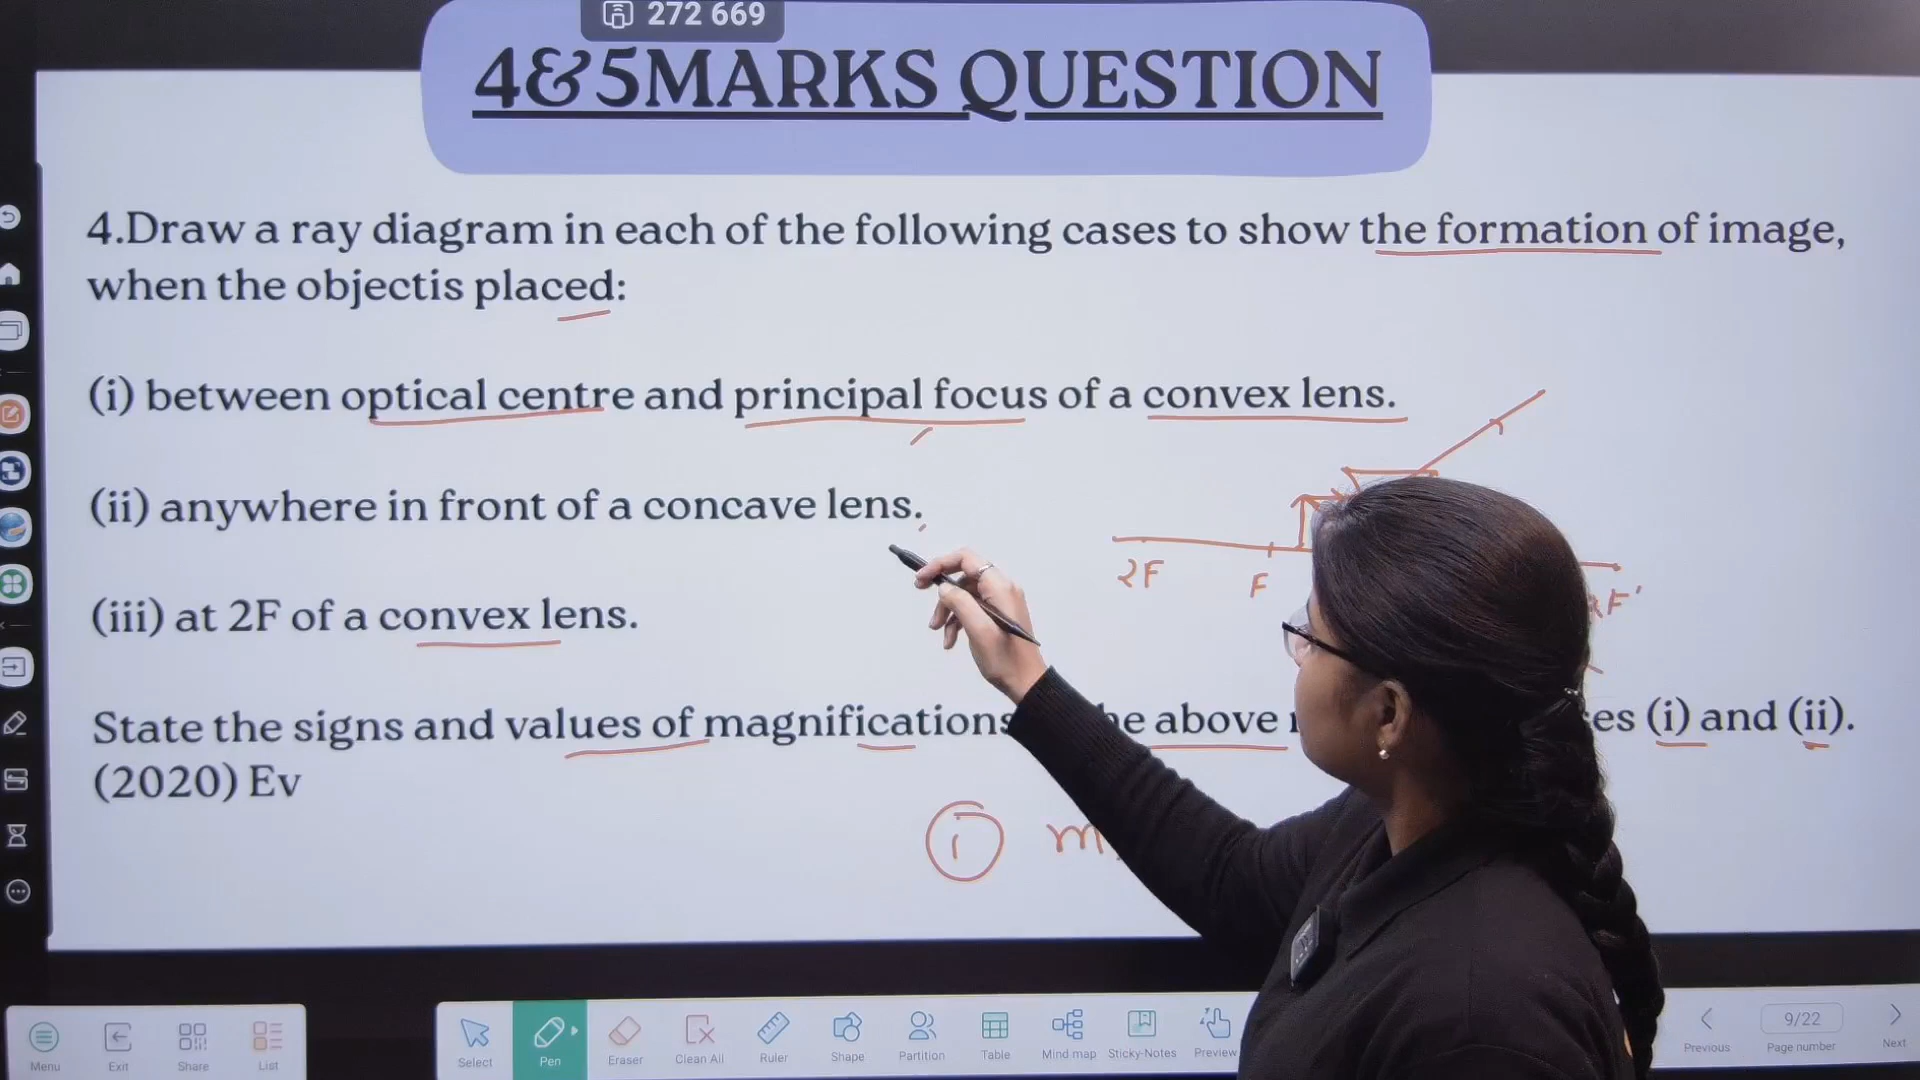 272 669
4&5MARKS QUESTION
4.Draw a ray diagram in each of the following cases to show the formation of image,
when the objectis placed:
(i) between optical centre and principal focus of a convex lens.
(ii) anywhere in front of a concave lens.
2F
F
(iii) at 2F of a convex lens.
State the signs and values of magnifications above (i) and (ii).
(2020) Ev
i m
Menu
Exit
Share
List
Select
Pen
Eraser
Clean All
Ruler
Shape
Partition
Table
Mind map
Sticky-Notes
Preview
Previous
9/22
Page number
Next